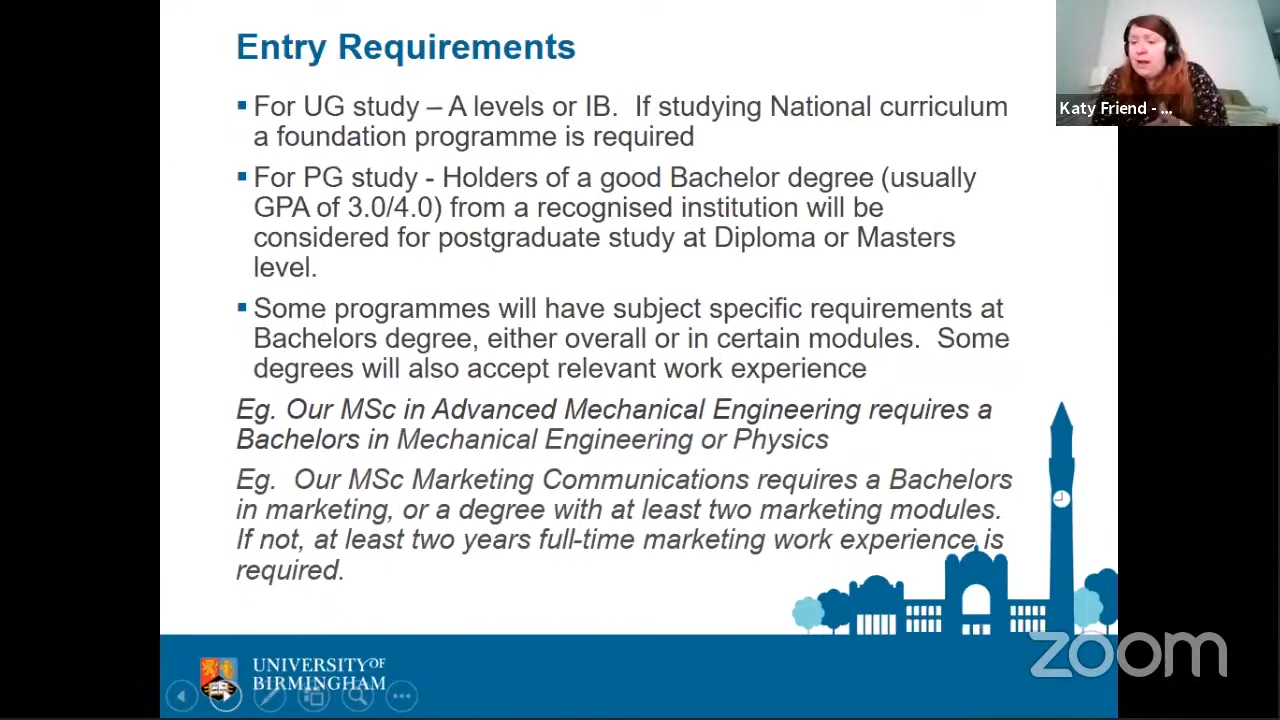 Entry Requirements
▪ For UG study – A levels or IB.  If studying National curriculum
a foundation programme is required
▪ For PG study - Holders of a good Bachelor degree (usually
GPA of 3.0/4.0) from a recognised institution will be
considered for postgraduate study at Diploma or Masters
level.
▪ Some programmes will have subject specific requirements at
Bachelors degree, either overall or in certain modules.  Some
degrees will also accept relevant work experience
Eg. Our MSc in Advanced Mechanical Engineering requires a
Bachelors in Mechanical Engineering or Physics
Eg.  Our MSc Marketing Communications requires a Bachelors
in marketing, or a degree with at least two marketing modules.
If not, at least two years full-time marketing work experience is
required.
Katy Friend - ...
UNIVERSITY OF
BIRMINGHAM
zoom